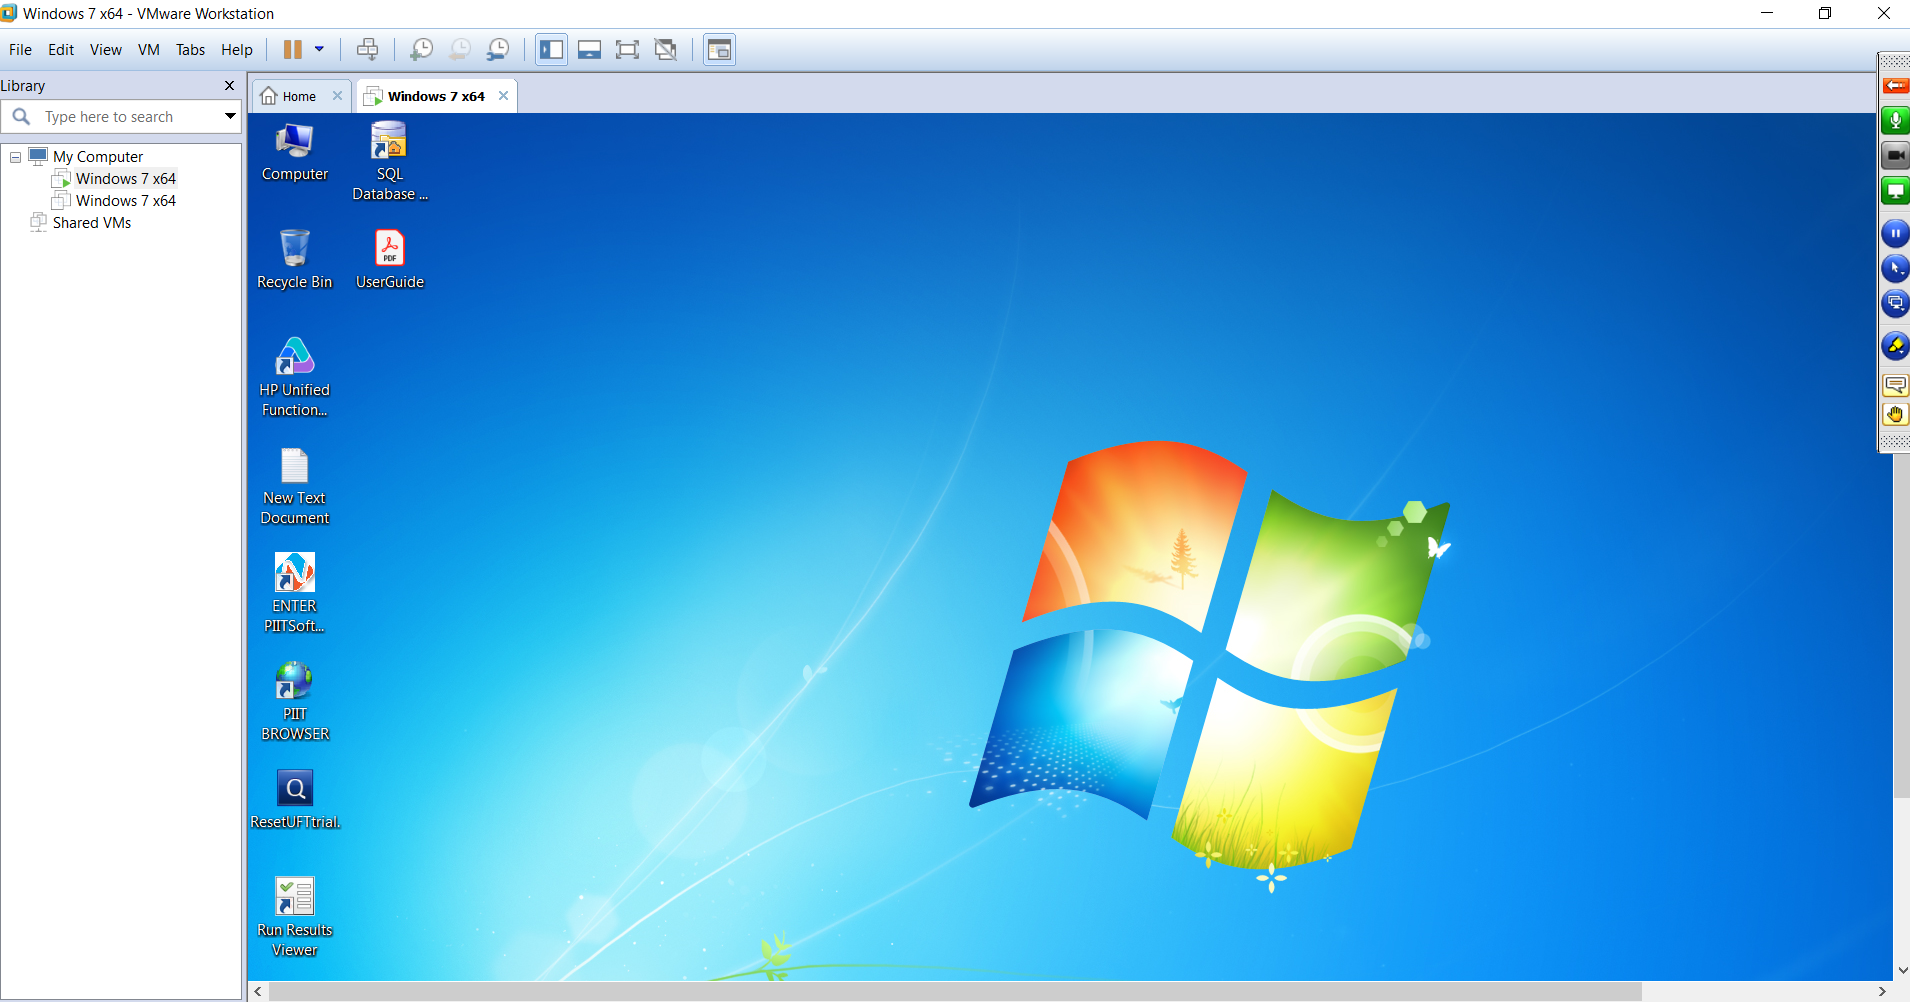 Windows 7 x64 - VMware Workstation
File Edit View VM Tabs Help
Library
Type here to search
My Computer
Windows 7 x64
Windows 7 x64
Shared VMs
Home
Windows 7 x64
Computer
SQL
Database ...
Recycle Bin
PDF
UserGuide
HP Unified
Function...
New Text
Document
ENTER
PIITSoft...
PIIT
BROWSER
Q
ResetUFTtrial.
Run Results
Viewer